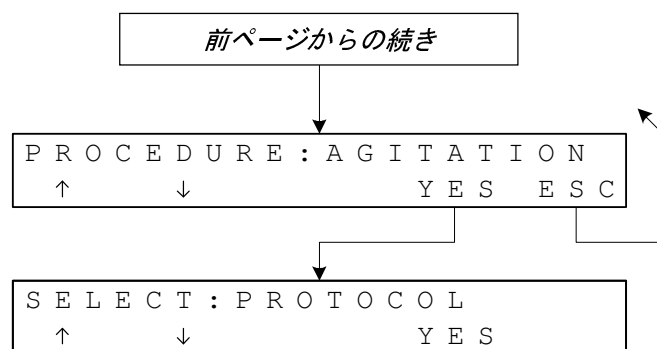 前ページからの続き
PROCEDURE:AGITATION
↑ ↓ YES ESC
SELECT:PROTOCOL
↑ ↓ YES